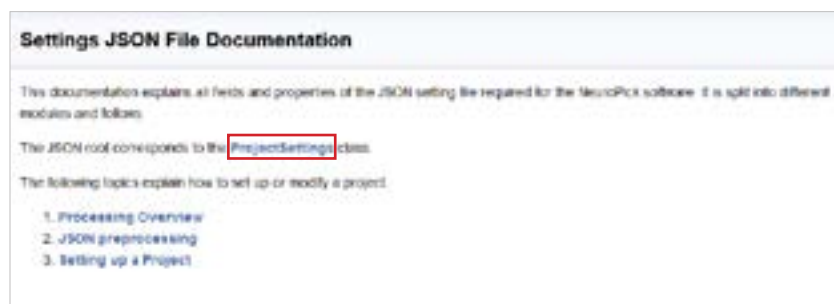 Settings JSON File Documentation
This documentation explains all fields and properties of the JSON setting file required for the NeuroPick software. It is split into different
modules and follows.
The JSON root corresponds to the ProjectSettings class.
The following topics explain how to set up or modify a project.
1. Processing Overview
2. JSON preprocessing
3. Setting up a Project